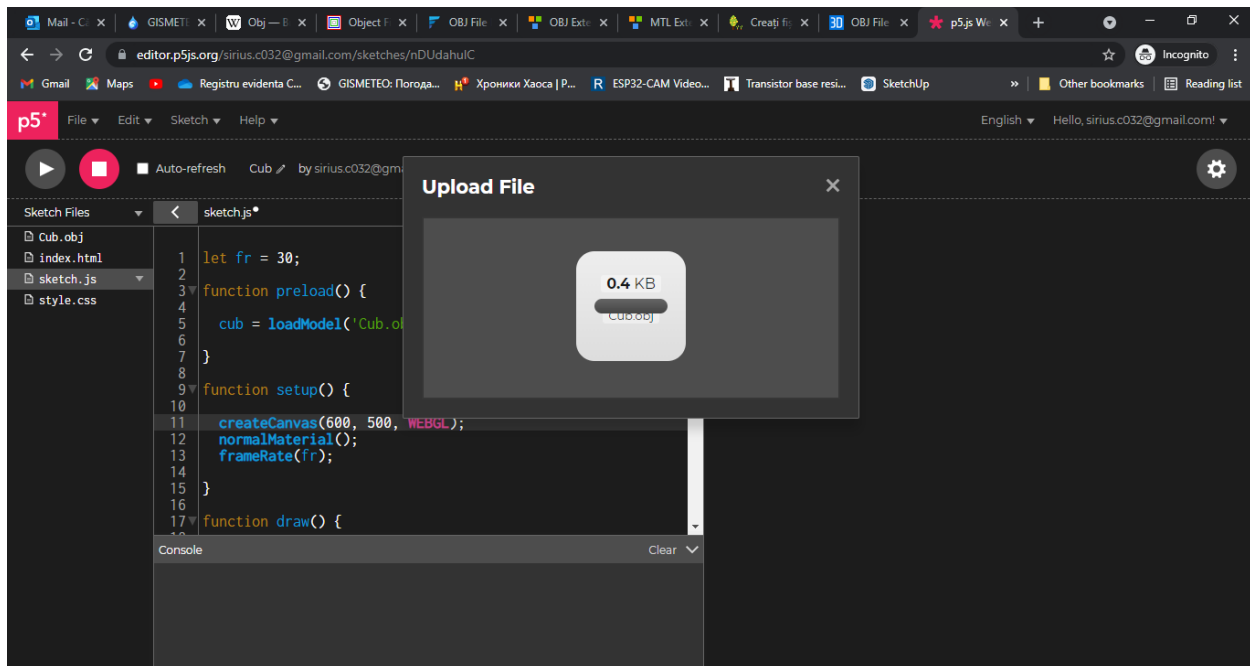 Mail - Ca
GISMETE
Obj — B
Object F
OBJ File
OBJ Exte
MTL Exte
Creați fiș
OBJ File
p5.js We
editor.p5js.org/sirius.c032@gmail.com/sketches/nDUdahuIC
Incognito
Gmail
Maps
Registru evidenta C...
GISMETEO: Погода...
Хроники Хаоса | Р...
ESP32-CAM Video...
Transistor base resi...
SketchUp
»
Other bookmarks
Reading list
p5*
File
Edit
Sketch
Help
English
Hello, sirius.c032@gmail.com!
Auto-refresh
Cub
by sirius.c032@gm
Upload File
Sketch Files
sketch.js
Cub.obj
index.html
sketch.js
style.css
0.4 KB
Cub.obj
1 let fr = 30;
2
3 function preload() {
4
5 cub = loadModel('Cub.ob
6
7 }
8
9 function setup() {
10
11 createCanvas(600, 500, WEBGL);
12 normalMaterial();
13 frameRate(fr);
14
15 }
16
17 function draw() {
Console
Clear